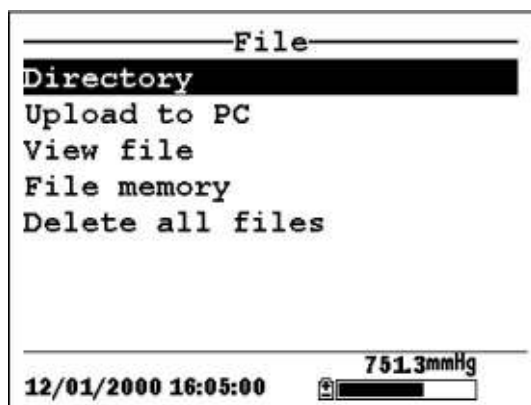 File
Directory
Upload to PC
View file
File memory
Delete all files
751.3mmHg
12/01/2000 16:05:00